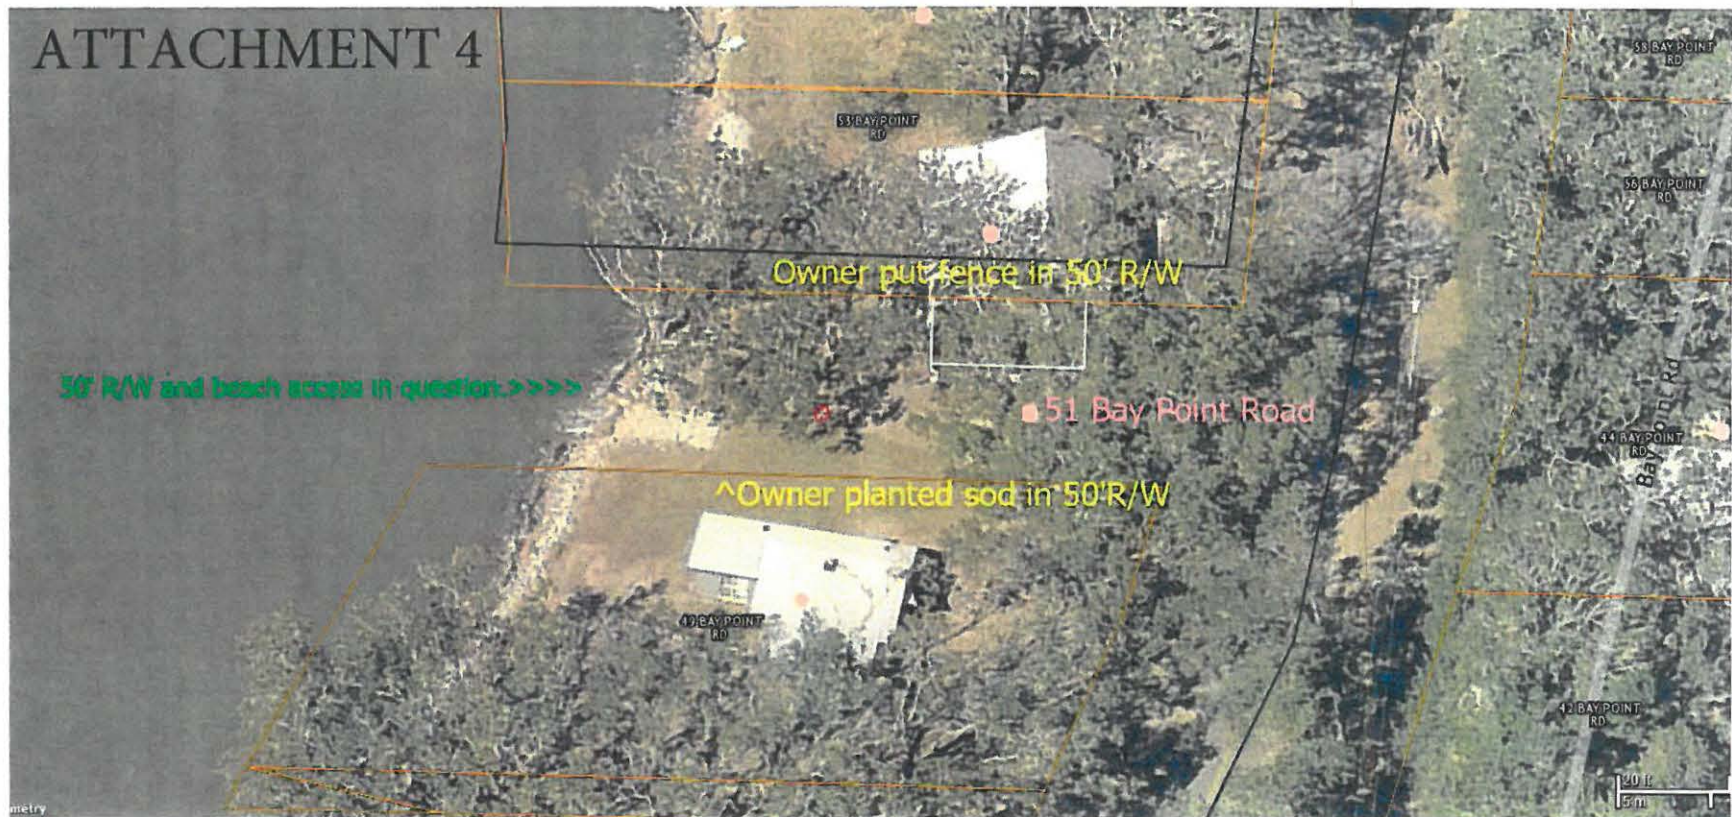 ATTACHMENT 4
58 BAY POINT
RD
53 BAY POINT
RD
56 BAY POINT
RD
Owner put fence in 50' R/W
50' R/W and beach access in question.>>>>
51 Bay Point Road
Bay Point Rd
44 BAY POINT
RD
^Owner planted sod in 50'R/W
49 BAY POINT
RD
42 BAY POINT
RD
20 ft
5 m
metry